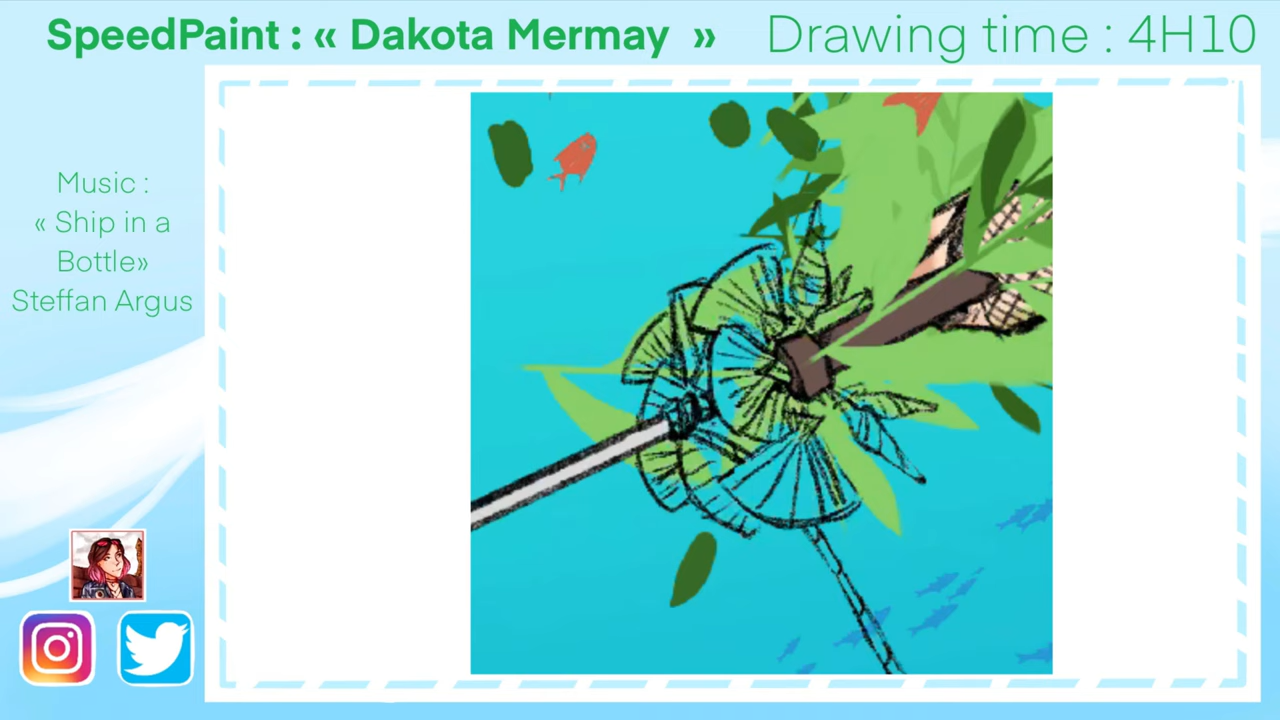 SpeedPaint : « Dakota Mermay »
Drawing time : 4H10
Music :
« Ship in a
Bottle»
Steffan Argus